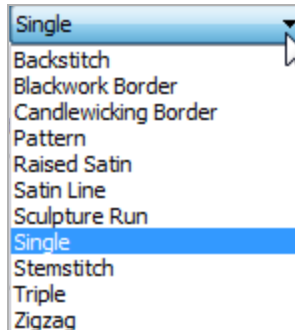 Single
Backstitch
Blackwork Border
Candlewicking Border
Pattern
Raised Satin
Satin Line
Sculpture Run
Single
Stemstitch
Triple
Zigzag